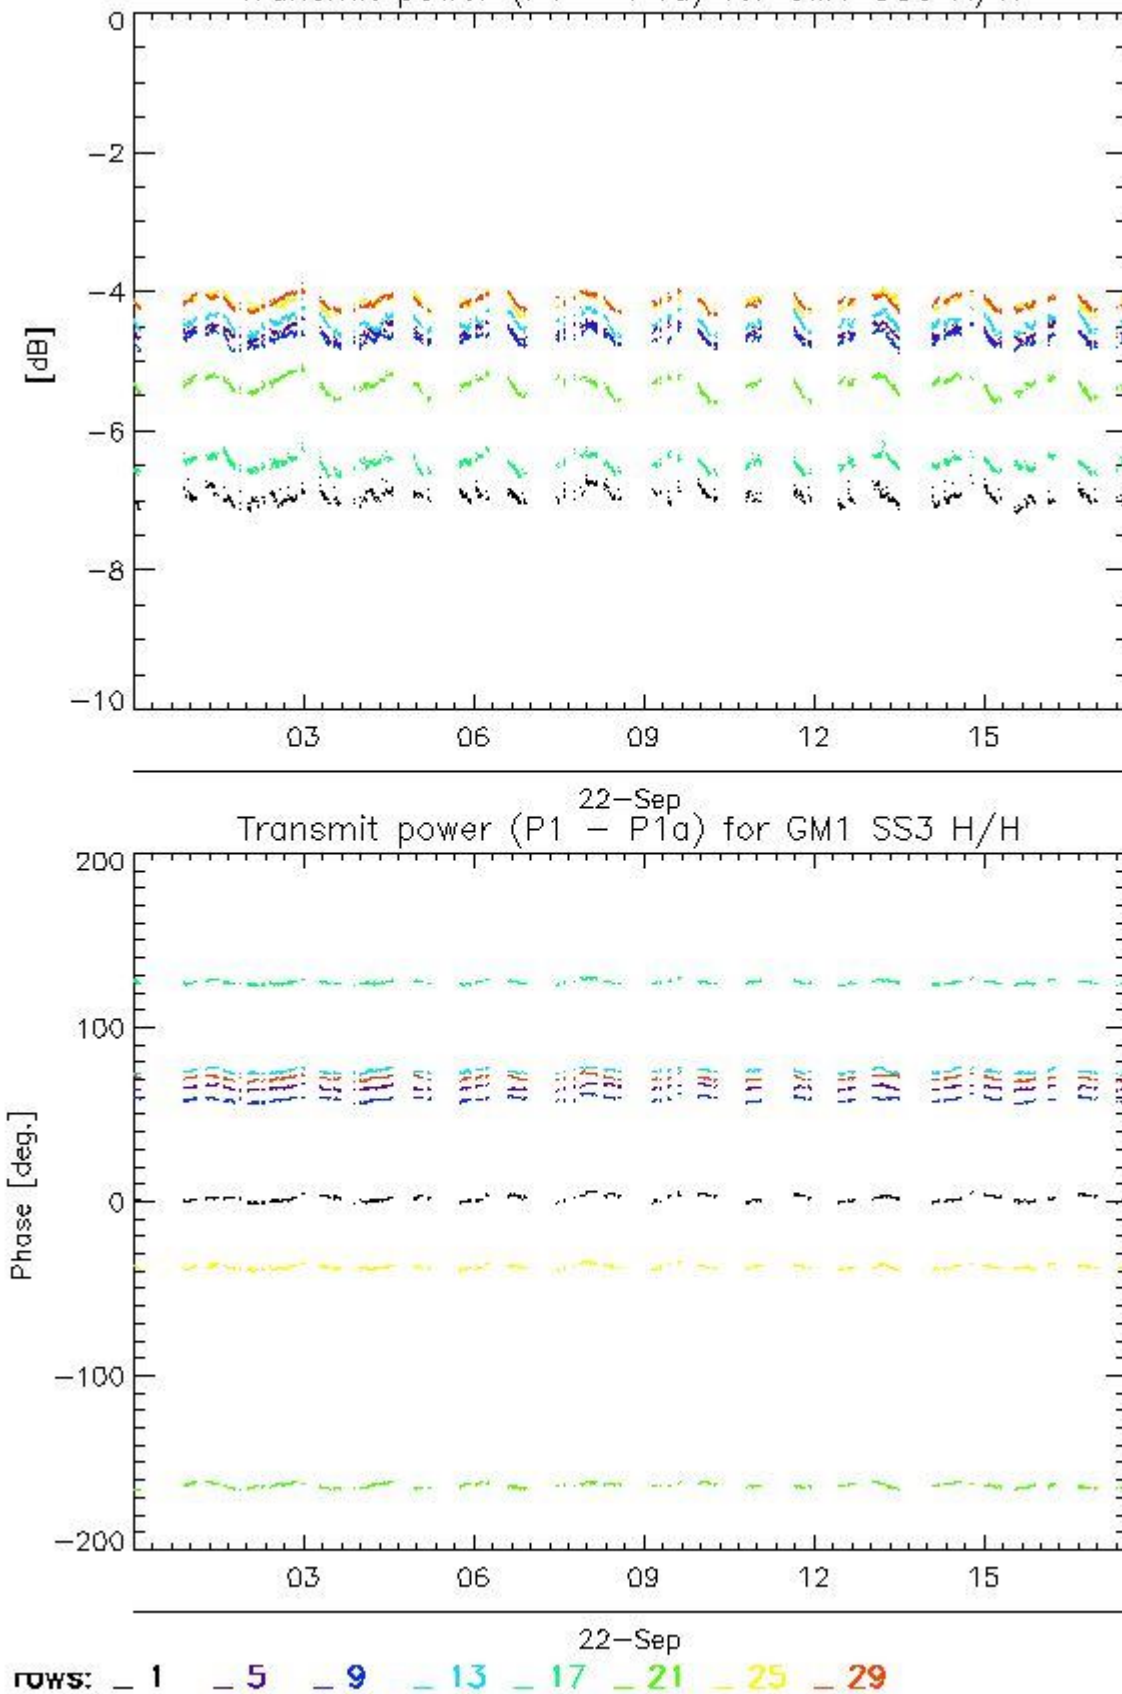 0
−2
−4
[dB]
−6
−8
−10
03 06 09 12 15
22−Sep
Transmit power (P1 − P1a) for GM1 SS3 H/H
200
100
Phase [deg.]
0
−100
−200
03 06 09 12 15
22−Sep
rows: _ 1 _ 5 _ 9 _ 13 _ 17 _ 21 _ 25 _ 29